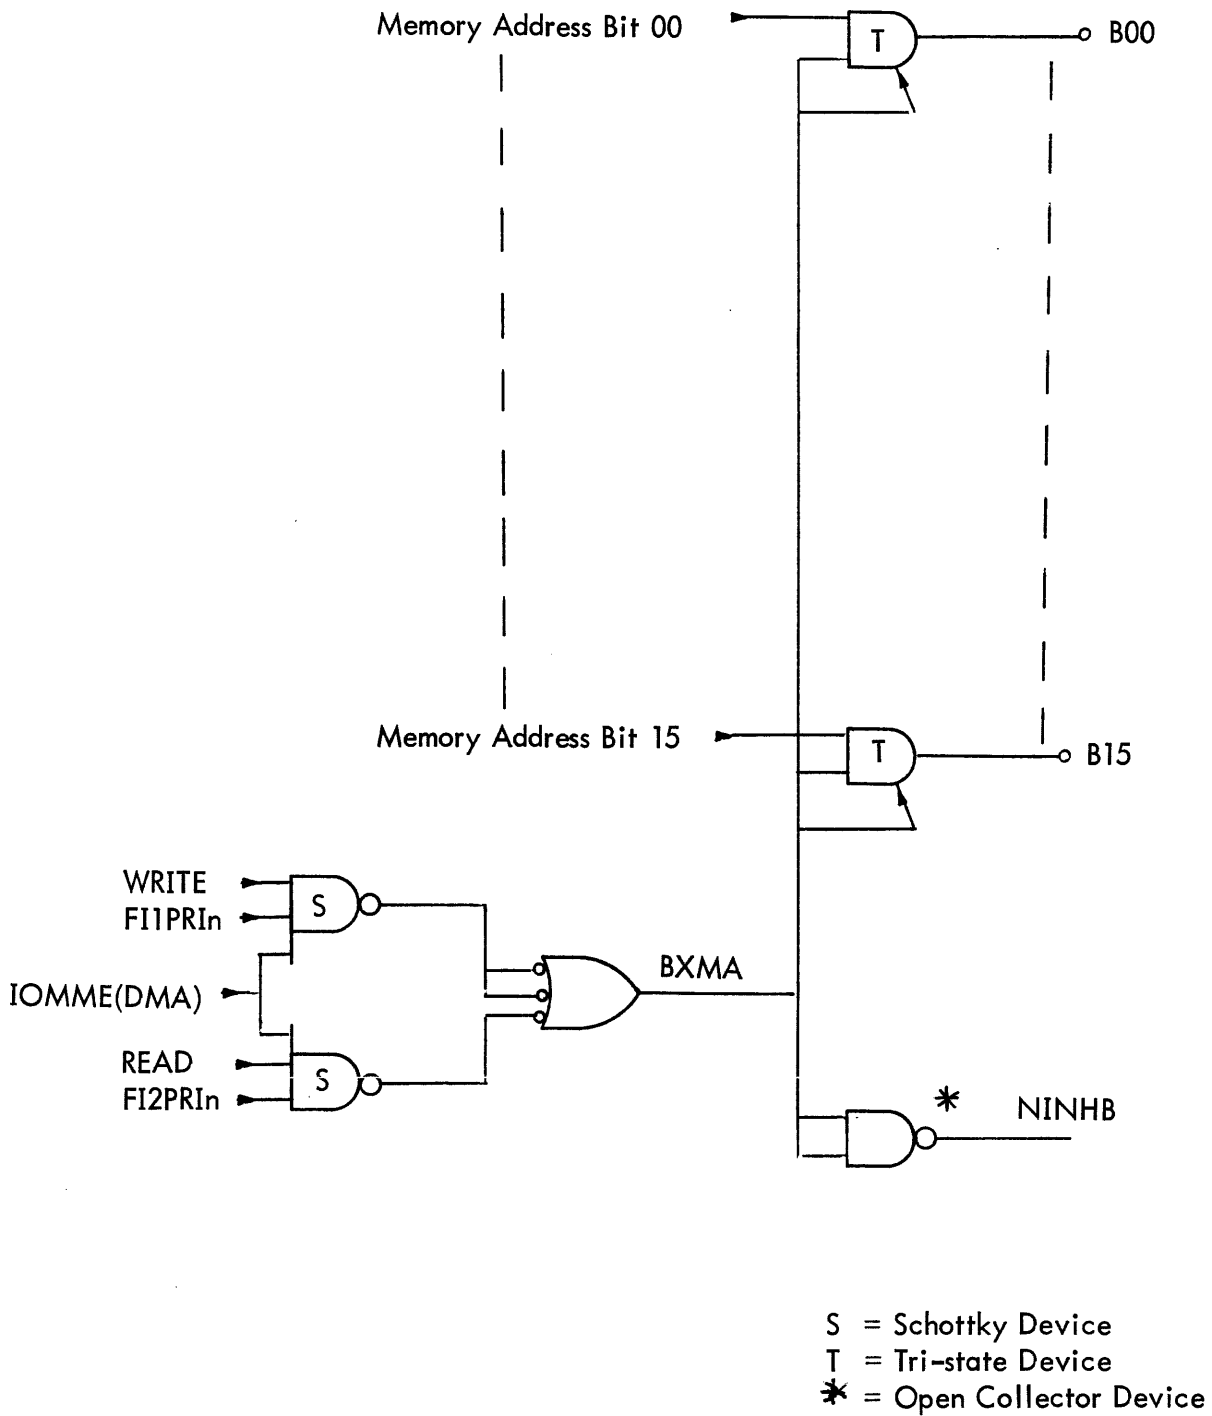 Memory Address Bit 00
T
B00
Memory Address Bit 15
T
B15
WRITE
S
FI1PRIn
IOMME(DMA)
BXMA
READ
S
FI2PRIn
* NINHB
S = Schottky Device
T = Tri-state Device
* = Open Collector Device